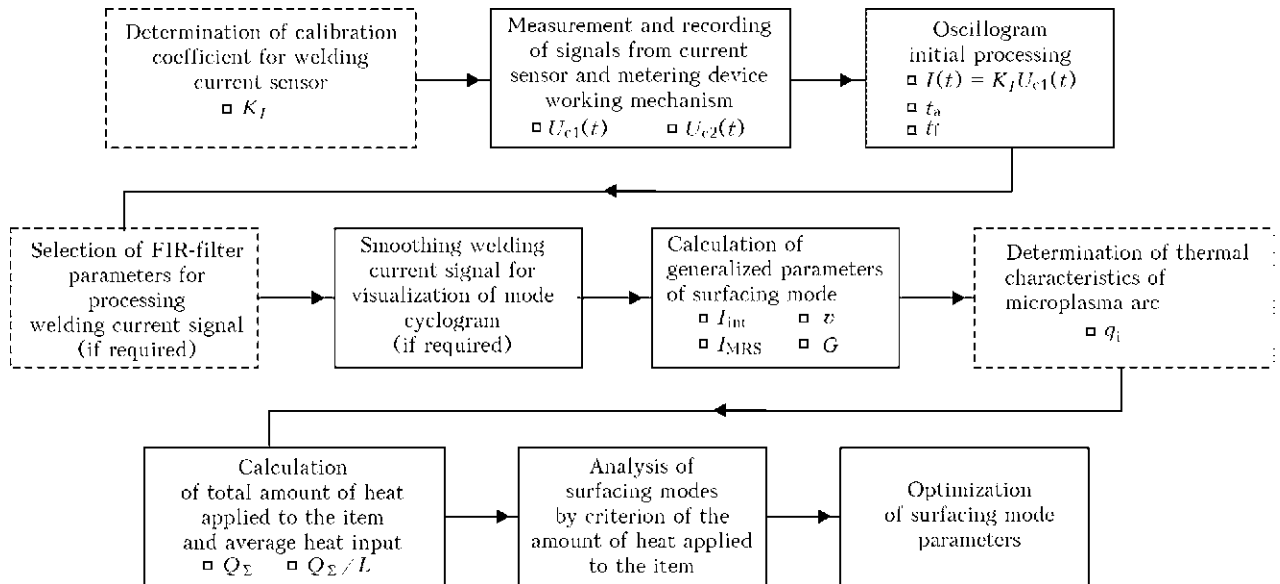 Determination of calibration
coefficient for welding
current sensor
▫ K_I
Measurement and recording
of signals from current
sensor and metering device
working mechanism
▫ U_c1(t) ▫ U_c2(t)
Oscillogram
initial processing
▫ I(t) = K_I U_c1(t)
▫ t_a
▫ t_f
Selection of FIR-filter
parameters for
processing
welding current signal
(if required)
Smoothing welding
current signal for
visualization of mode
cyclogram
(if required)
Calculation of
generalized parameters
of surfacing mode
▫ I_int ▫ v
▫ I_MRS ▫ G
Determination of thermal
characteristics of
microplasma arc
▫ q_i
Calculation
of total amount of heat
applied to the item
and average heat input
▫ Q_Σ ▫ Q_Σ/L
Analysis of
surfacing modes
by criterion of the
amount of heat applied
to the item
Optimization
of surfacing mode
parameters